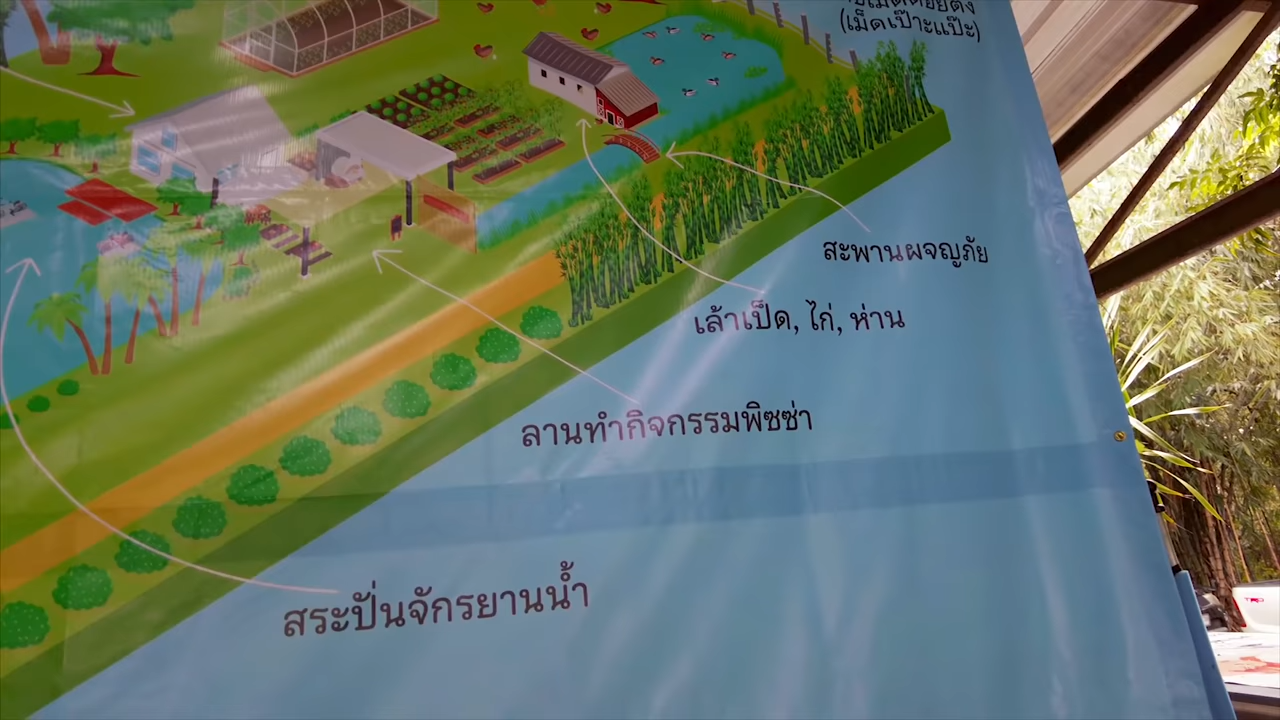 (เม็ดเป๊าะแป๊ะ)
สะพานผจญภัย
เล้าเป็ด, ไก่, ห่าน
ลานทำกิจกรรมพิซซ่า
สระปั่นจักรยานน้ำ
TRD